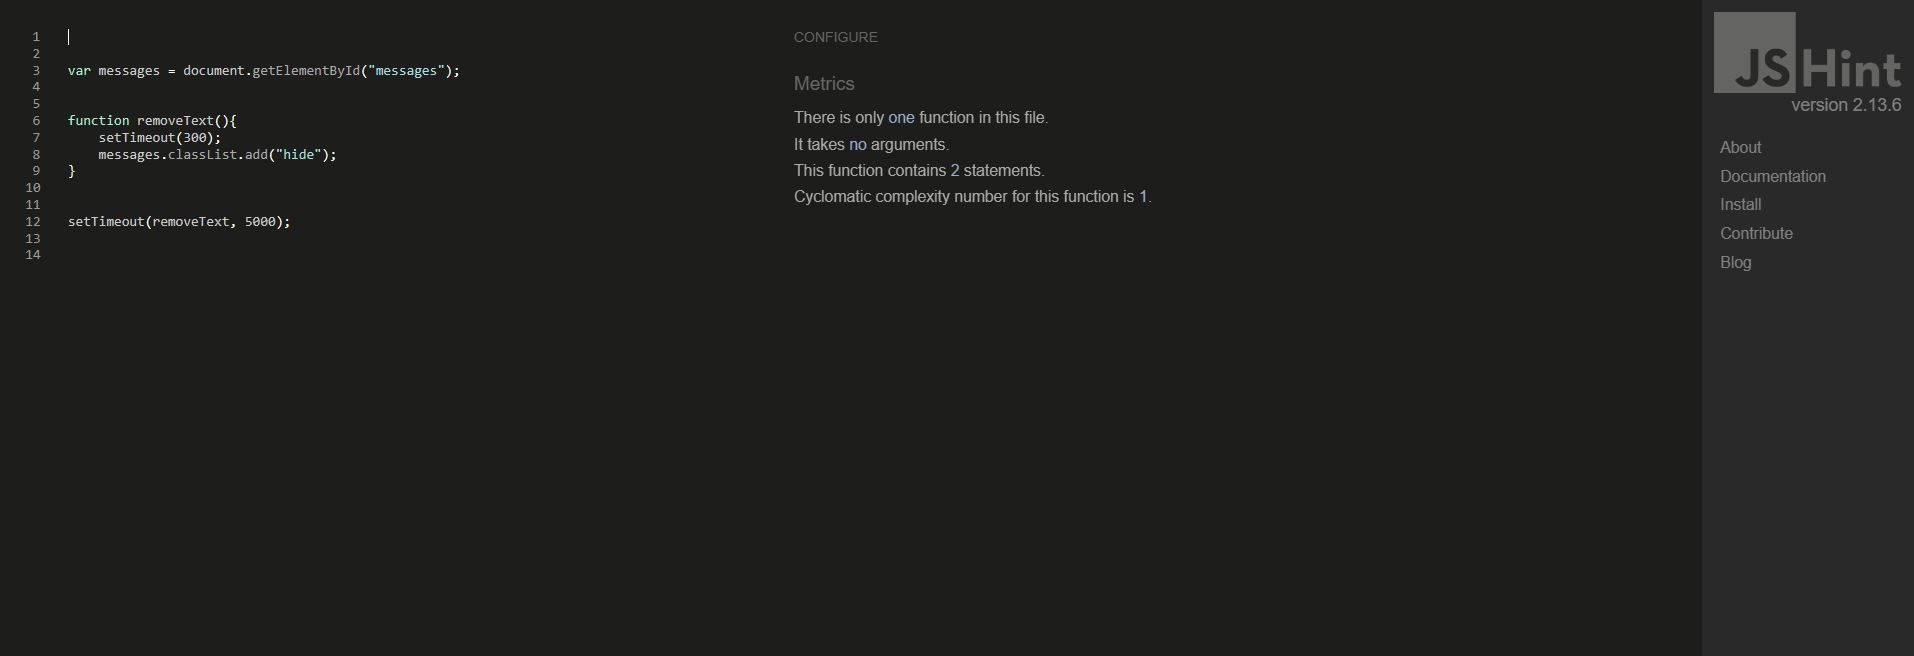 1
2
3 var messages = document.getElementById("messages");
4
5
6 function removeText(){
7 setTimeout(300);
8 messages.classList.add("hide");
9 }
10
11
12 setTimeout(removeText, 5000);
13
14
CONFIGURE
Metrics
There is only one function in this file.
It takes no arguments.
This function contains 2 statements.
Cyclomatic complexity number for this function is 1.
JSHint
version 2.13.6
About
Documentation
Install
Contribute
Blog